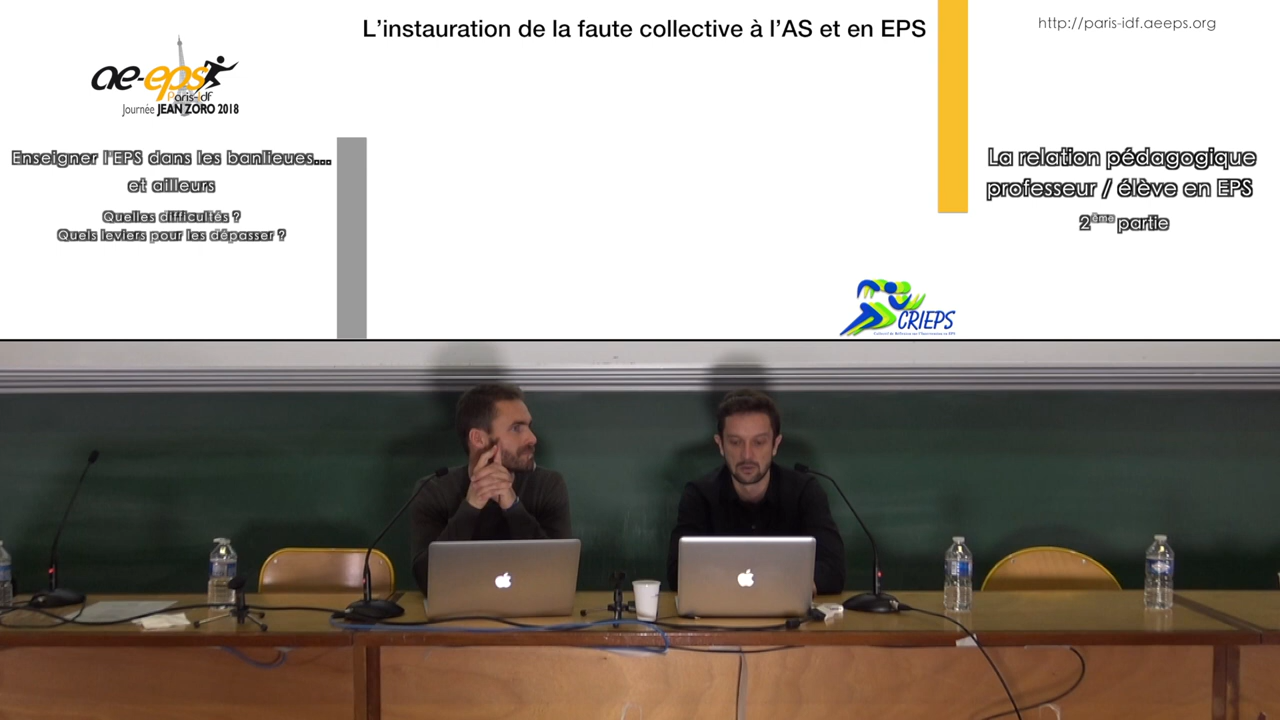 L'instauration de la faute collective à l'AS et en EPS
http://paris-idf.aeeps.org
ae-eps
Paris-Idf
Journée JEAN ZORO 2018
Enseigner l'EPS dans les banlieues...
et ailleurs
Quelles difficultés ?
Quels leviers pour les dépasser ?
La relation pédagogique
professeur / élève en EPS
2ème partie
CRIEPS